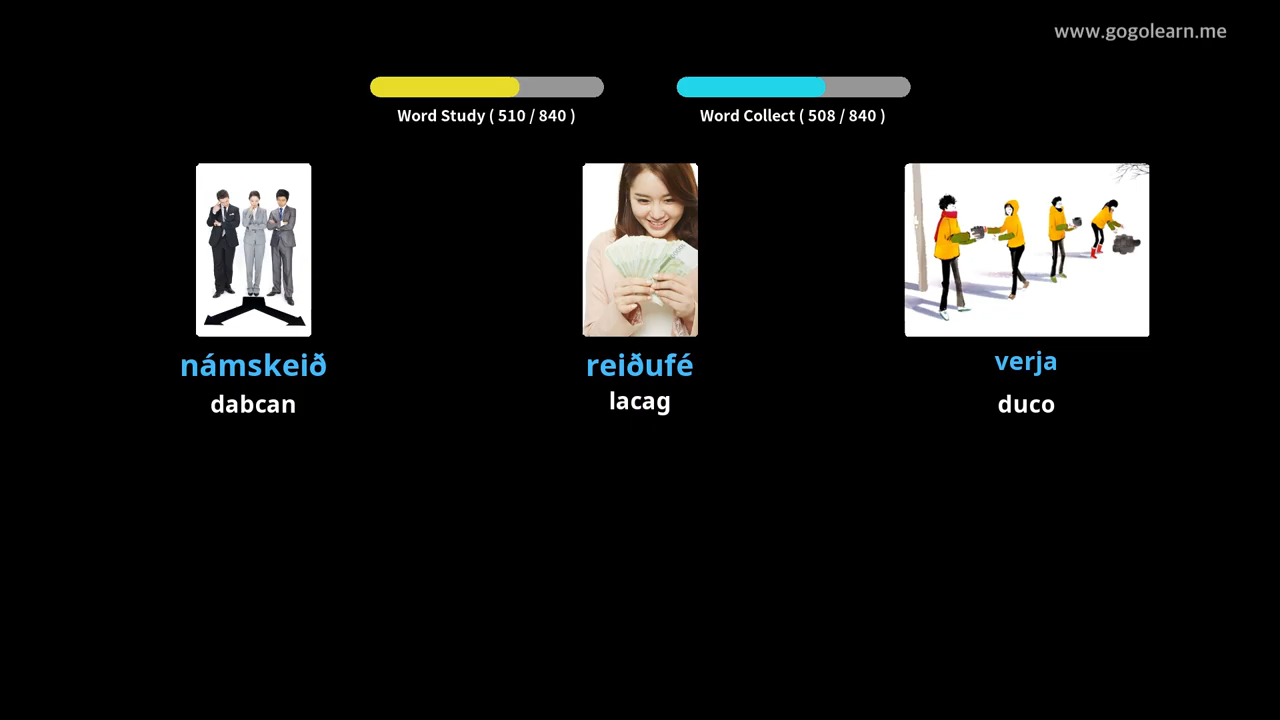 www.gogolearn.me
Word Study ( 510 / 840 )
Word Collect ( 508 / 840 )
námskeið
dabcan
reiðufé
lacag
verja
duco